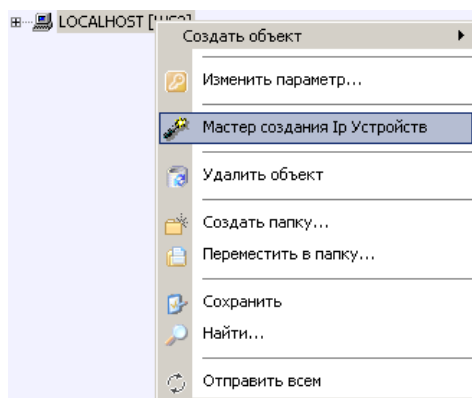 LOCALHOST
Создать объект
Изменить параметр...
Мастер создания Ip Устройств
Удалить объект
Создать папку...
Переместить в папку...
Сохранить
Найти...
Отправить всем